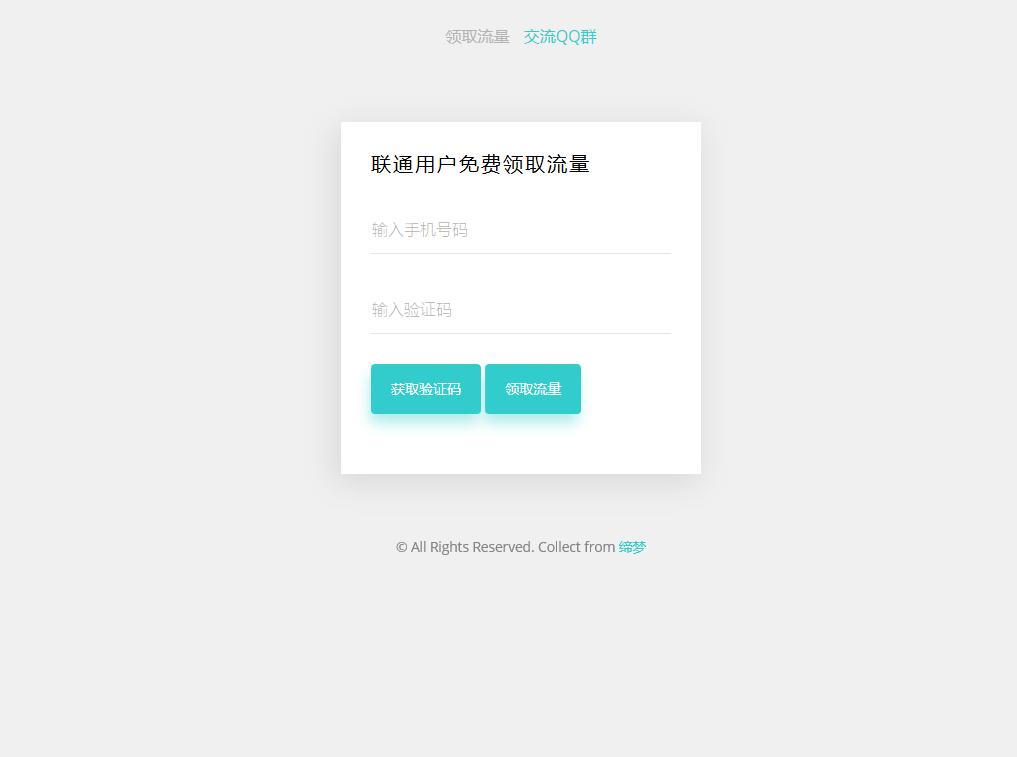 领取流量 交流QQ群
联通用户免费领取流量
输入手机号码
输入验证码
获取验证码 领取流量
© All Rights Reserved. Collect from 缔梦